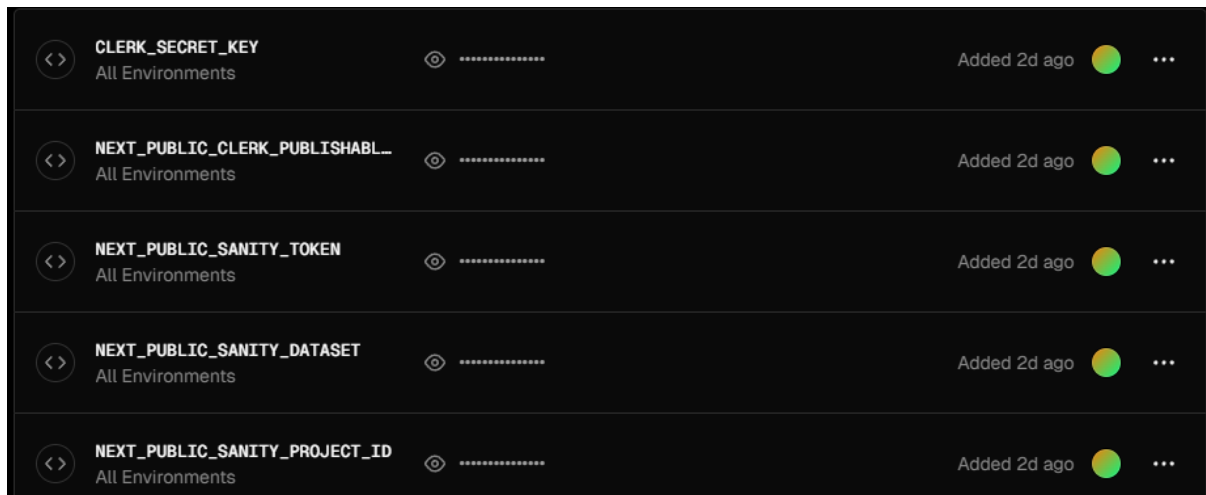 CLERK_SECRET_KEY
All Environments
•••••••••••••••
Added 2d ago
NEXT_PUBLIC_CLERK_PUBLISHABL…
All Environments
•••••••••••••••
Added 2d ago
NEXT_PUBLIC_SANITY_TOKEN
All Environments
•••••••••••••••
Added 2d ago
NEXT_PUBLIC_SANITY_DATASET
All Environments
•••••••••••••••
Added 2d ago
NEXT_PUBLIC_SANITY_PROJECT_ID
All Environments
•••••••••••••••
Added 2d ago